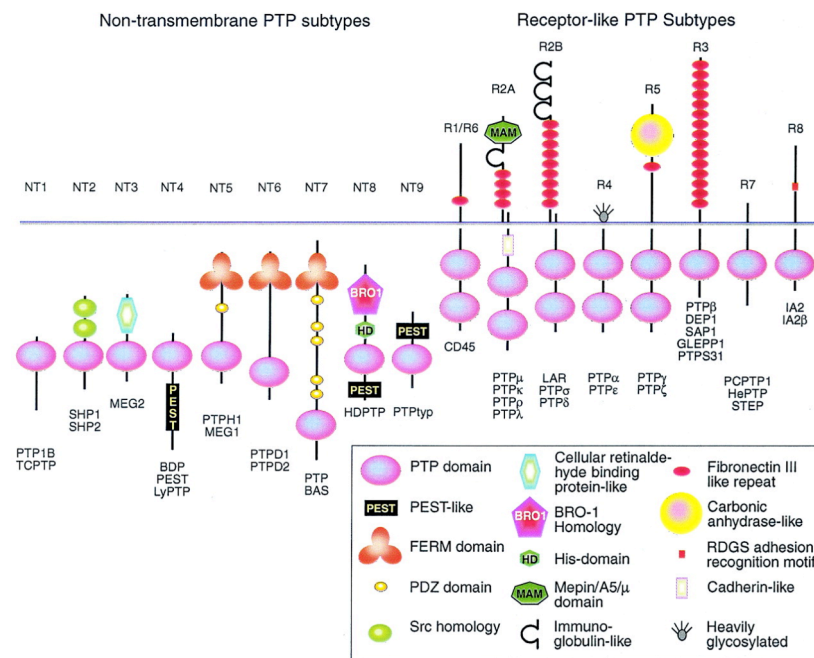 Non-transmembrane PTP subtypes
Receptor-like PTP Subtypes
NT1
NT2
NT3
NT4
NT5
NT6
NT7
NT8
NT9
R1/R6
R2A
R2B
R4
R5
R3
R7
R8
MAM
BRO1
HD
PEST
PEST
PEST
PTP1B
TCPTP
SHP1
SHP2
MEG2
BDP
PEST
LyPTP
PTPH1
MEG1
PTPD1
PTPD2
PTP
BAS
HDPTP
PTPtyp
CD45
PTPμ
PTPκ
PTPρ
PTPλ
LAR
PTPσ
PTPδ
PTPα
PTPε
PTPγ
PTPζ
PTPβ
DEP1
SAP1
GLEPP1
PTPS31
PCPTP1
HePTP
STEP
IA2
IA2β
PTP domain
PEST
PEST-like
FERM domain
PDZ domain
Src homology
Cellular retinalde-
hyde binding
protein-like
BRO1
BRO-1
Homology
HD
His-domain
MAM
Mepin/A5/μ
domain
Immuno-
globulin-like
Fibronectin III
like repeat
Carbonic
anhydrase-like
RDGS adhesion
recognition motif
Cadherin-like
Heavily
glycosylated